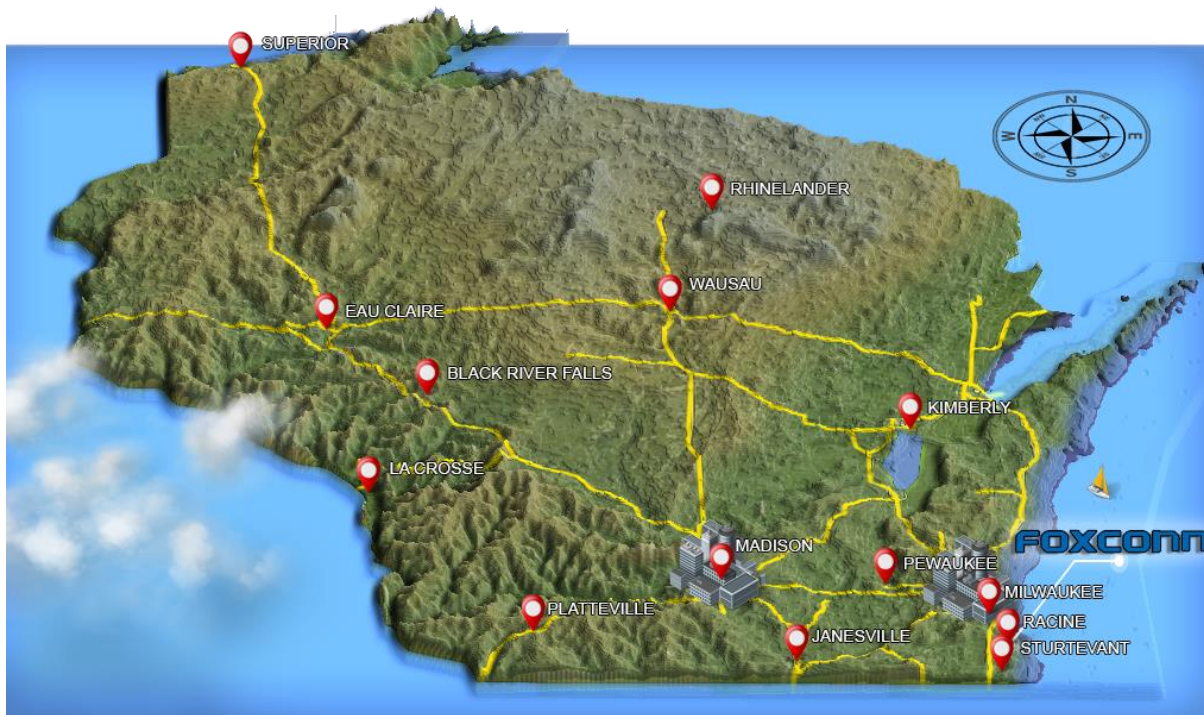 SUPERIOR
N
W
E
S
RHINELANDER
WAUSAU
EAU CLAIRE
BLACK RIVER FALLS
KIMBERLY
LA CROSSE
FOXCONN
MADISON
PEWAUKEE
MILWAUKEE
PLATTEVILLE
RACINE
JANESVILLE
STURTEVANT